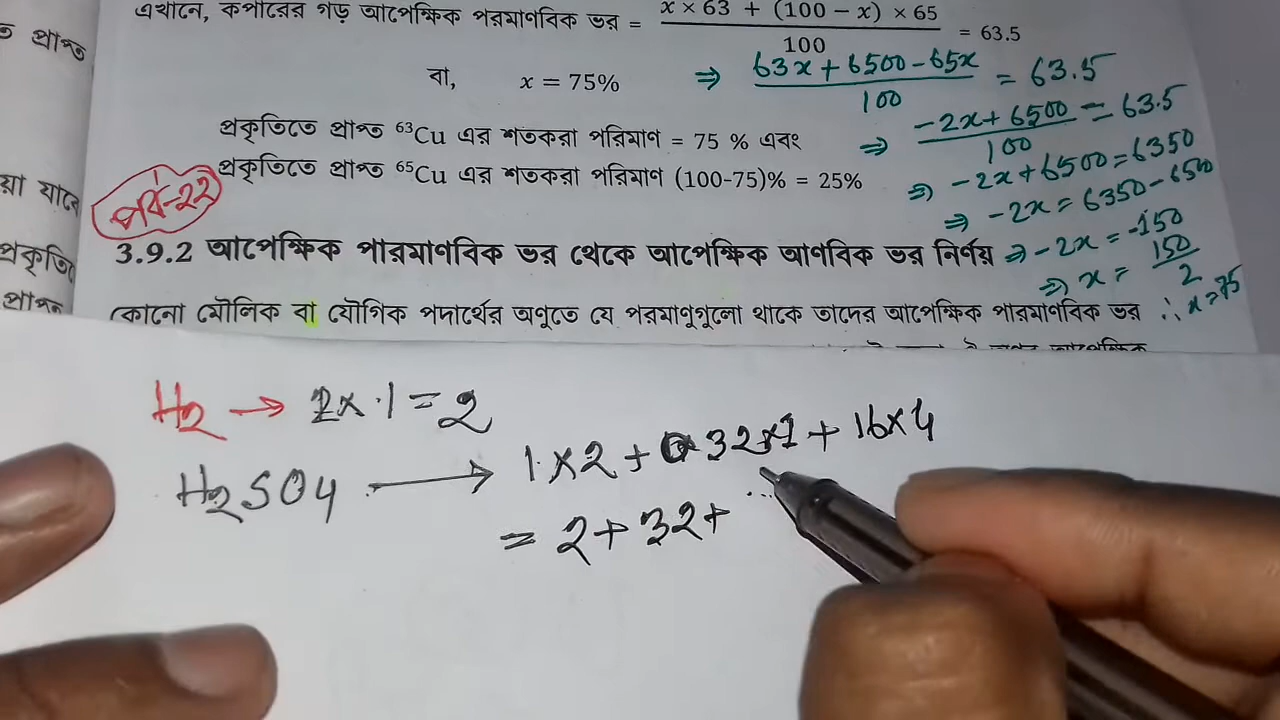 এখানে, কপারের গড় আপেক্ষিক পরমাণবিক ভর = x × 63 + (100 − x) × 65 / 100 = 63.5
ত প্রাপ্ত
বা, x = 75%
⇒ 63x + 6500 - 65x / 100 = 63.5
প্রকৃতিতে প্রাপ্ত ⁶³Cu এর শতকরা পরিমাণ = 75 % এবং
⇒ -2x + 6500 / 100 = 63.5
প্রকৃতিতে প্রাপ্ত ⁶⁵Cu এর শতকরা পরিমাণ (100-75)% = 25%
⇒ -2x + 6500 = 6350
য়া যাবে
পর্ব-২২
⇒ -2x = 6350 - 6500
3.9.2 আপেক্ষিক পারমাণবিক ভর থেকে আপেক্ষিক আণবিক ভর নির্ণয়
⇒ -2x = -150
প্রকৃতি
⇒ x = 150 / 2
প্রাপ্ত
∴ x = 75
কোনো মৌলিক বা যৌগিক পদার্থের অণুতে যে পরমাণুগুলো থাকে তাদের আপেক্ষিক পারমাণবিক ভর
H2 → 2 × 1 = 2
H2SO4 → 1 × 2 + 32 × 1 + 16 × 4
= 2 + 32 +